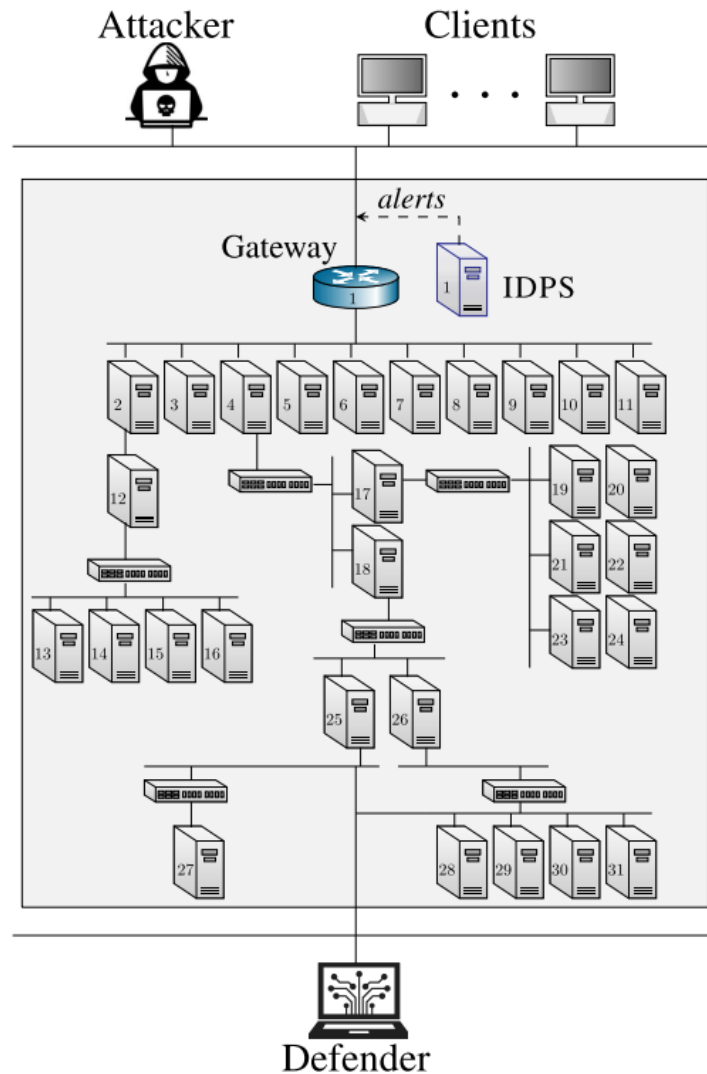 Attacker Clients
alerts
Gateway
1 1 IDPS
2 3 4 5 6 7 8 9 10 11
12 17 19 20
18 21 22
13 14 15 16 23 24
25 26
27 28 29 30 31
Defender